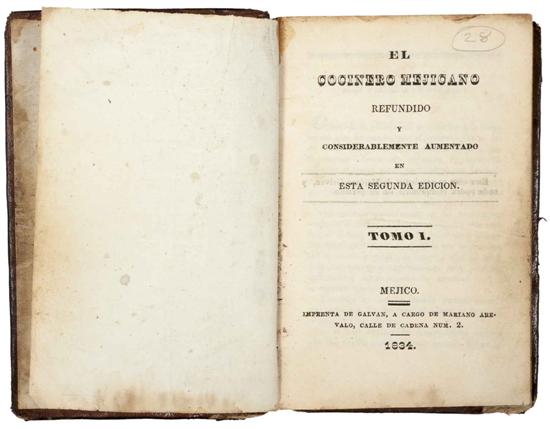 28
EL
COCINERO MEJICANO
REFUNDIDO
Y
CONSIDERABLEMENTE AUMENTADO
EN
ESTA SEGUNDA EDICION.
TOMO I.
MEJICO.
IMPRENTA DE GALVAN, A CARGO DE MARIANO ARE-
VALO, CALLE DE CADENA NUM. 2.
1834.